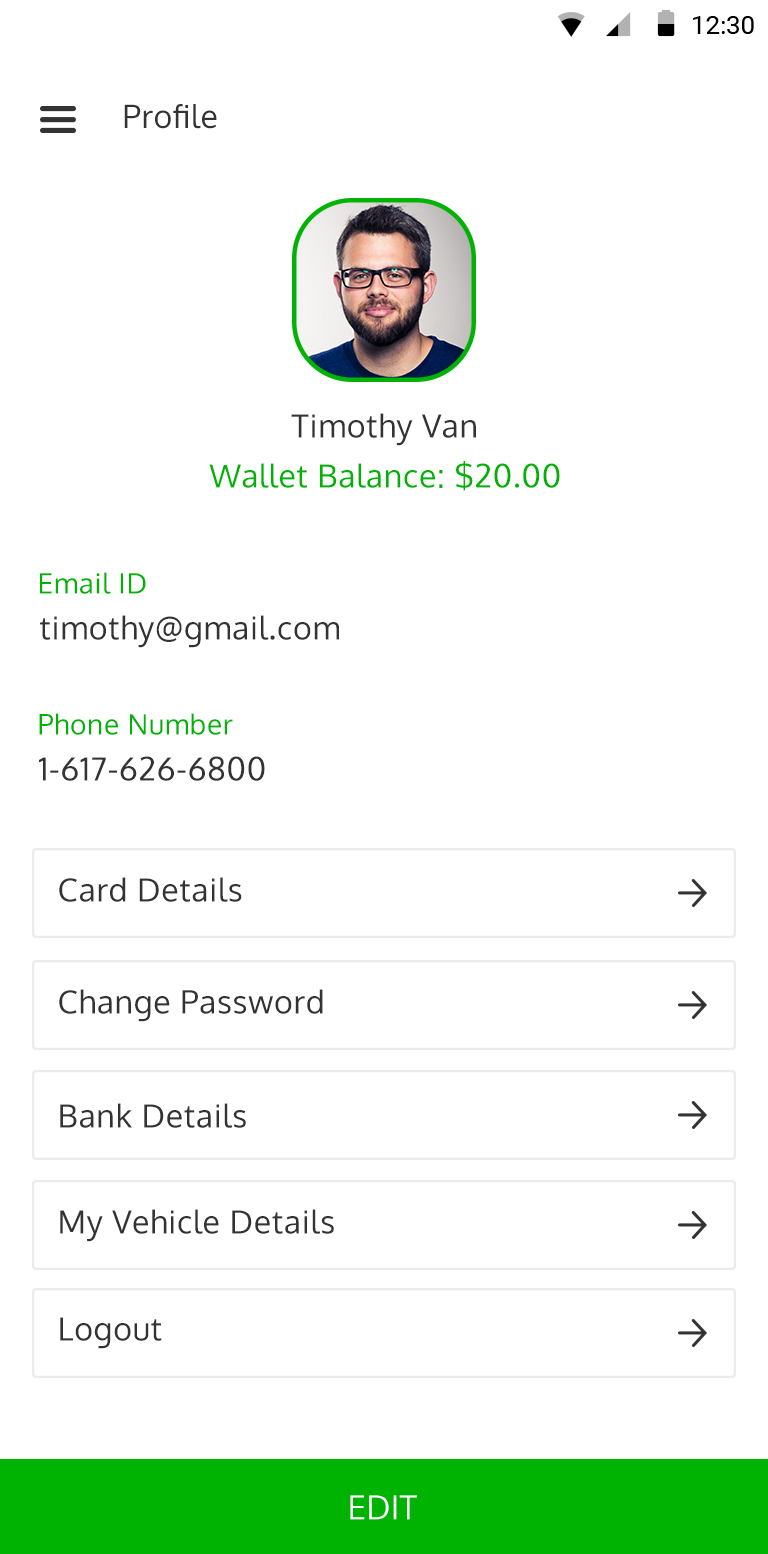 12:30
Profile
Timothy Van
Wallet Balance: $20.00
Email ID
timothy@gmail.com
Phone Number
1-617-626-6800
Card Details
Change Password
Bank Details
My Vehicle Details
Logout
EDIT